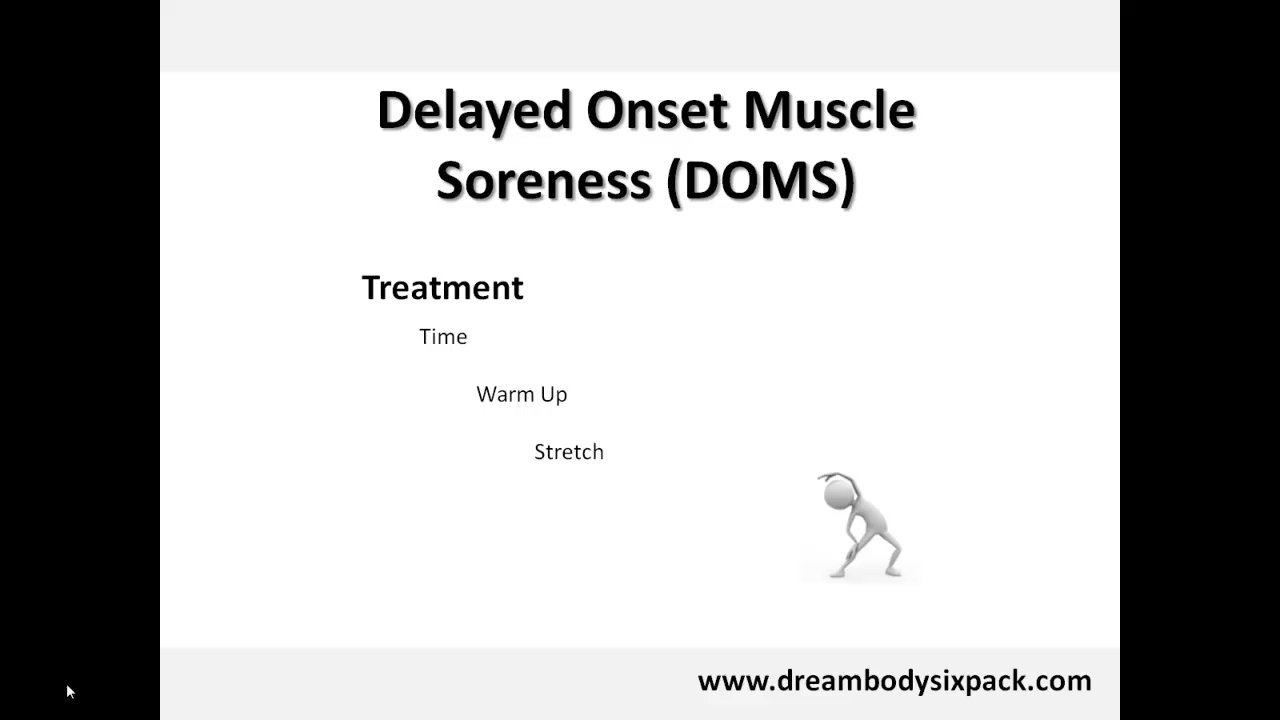 Delayed Onset Muscle
Soreness (DOMS)
Treatment
Time
Warm Up
Stretch
www.dreambodysixpack.com